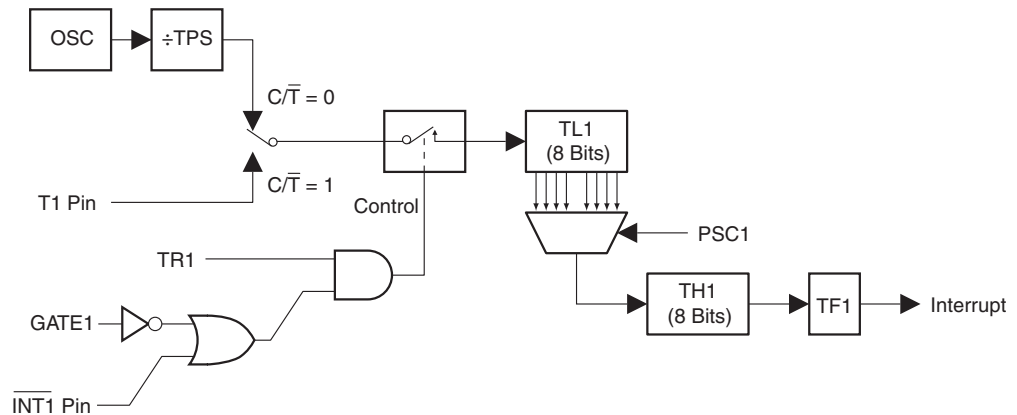 OSC
÷TPS
C/T̅ = 0
TL1
(8 Bits)
C/T̅ = 1
T1 Pin
Control
PSC1
TR1
TH1
(8 Bits)
TF1
Interrupt
GATE1
I̅N̅T̅1̅ Pin